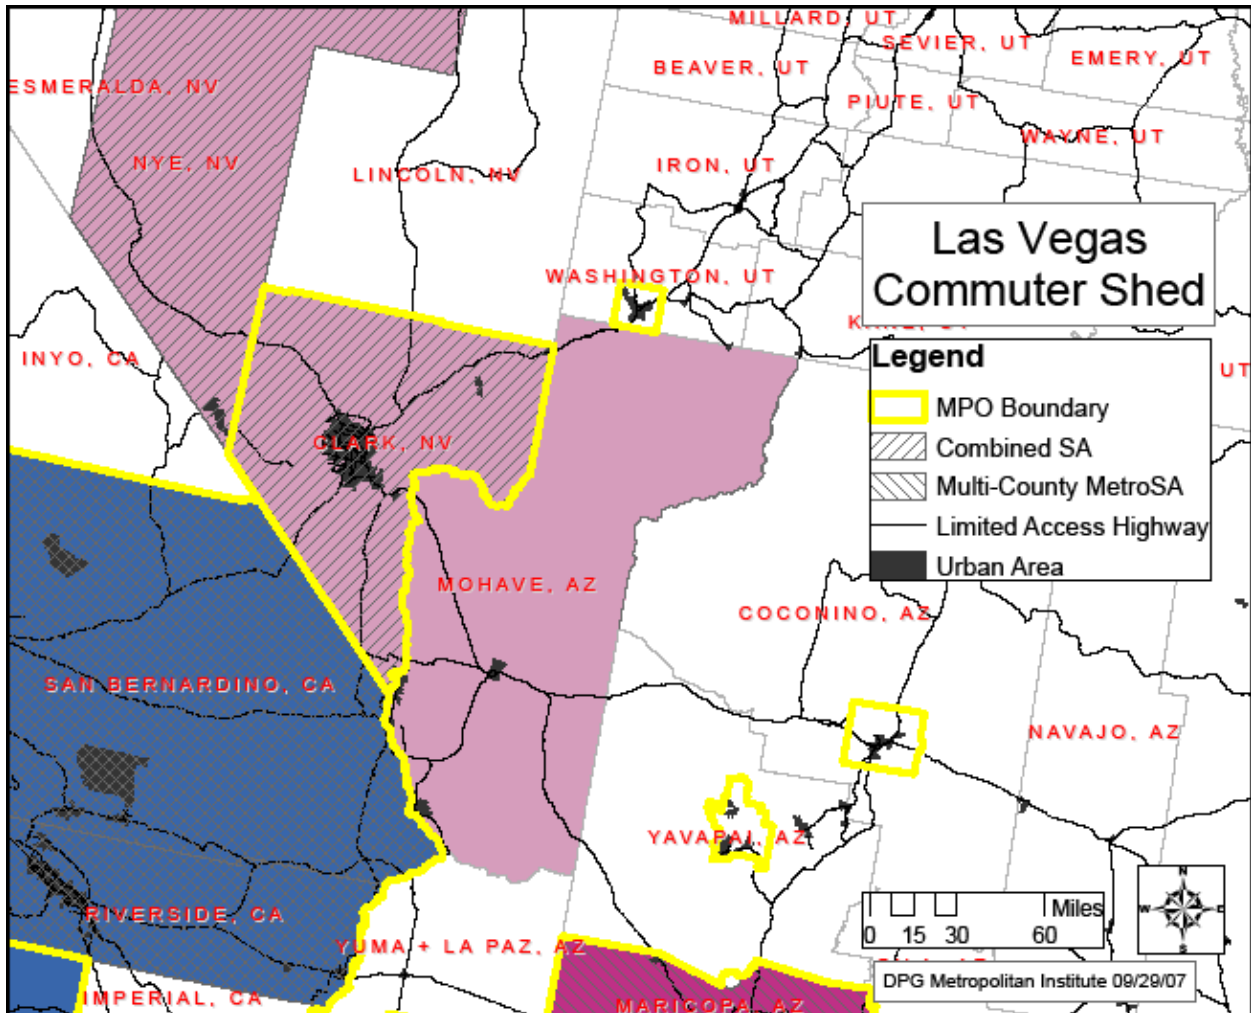 MILLARD, UT
SEVIER, UT
EMERY, UT
BEAVER, UT
ESMERALDA, NV
PIUTE, UT
WAYNE, UT
NYE, NV
LINCOLN, NV
IRON, UT
Las Vegas
Commuter Shed
WASHINGTON, UT
INYO, CA
UT
Legend
MPO Boundary
Combined SA
Multi-County MetroSA
Limited Access Highway
Urban Area
CLARK, NV
MOHAVE, AZ
COCONINO, AZ
SAN BERNARDINO, CA
NAVAJO, AZ
YAVAPAI, AZ
RIVERSIDE, CA
YUMA + LA PAZ, AZ
N
W E
S
Miles
0 15 30 60
DPG Metropolitan Institute 09/29/07
IMPERIAL, CA
MARICOPA, AZ